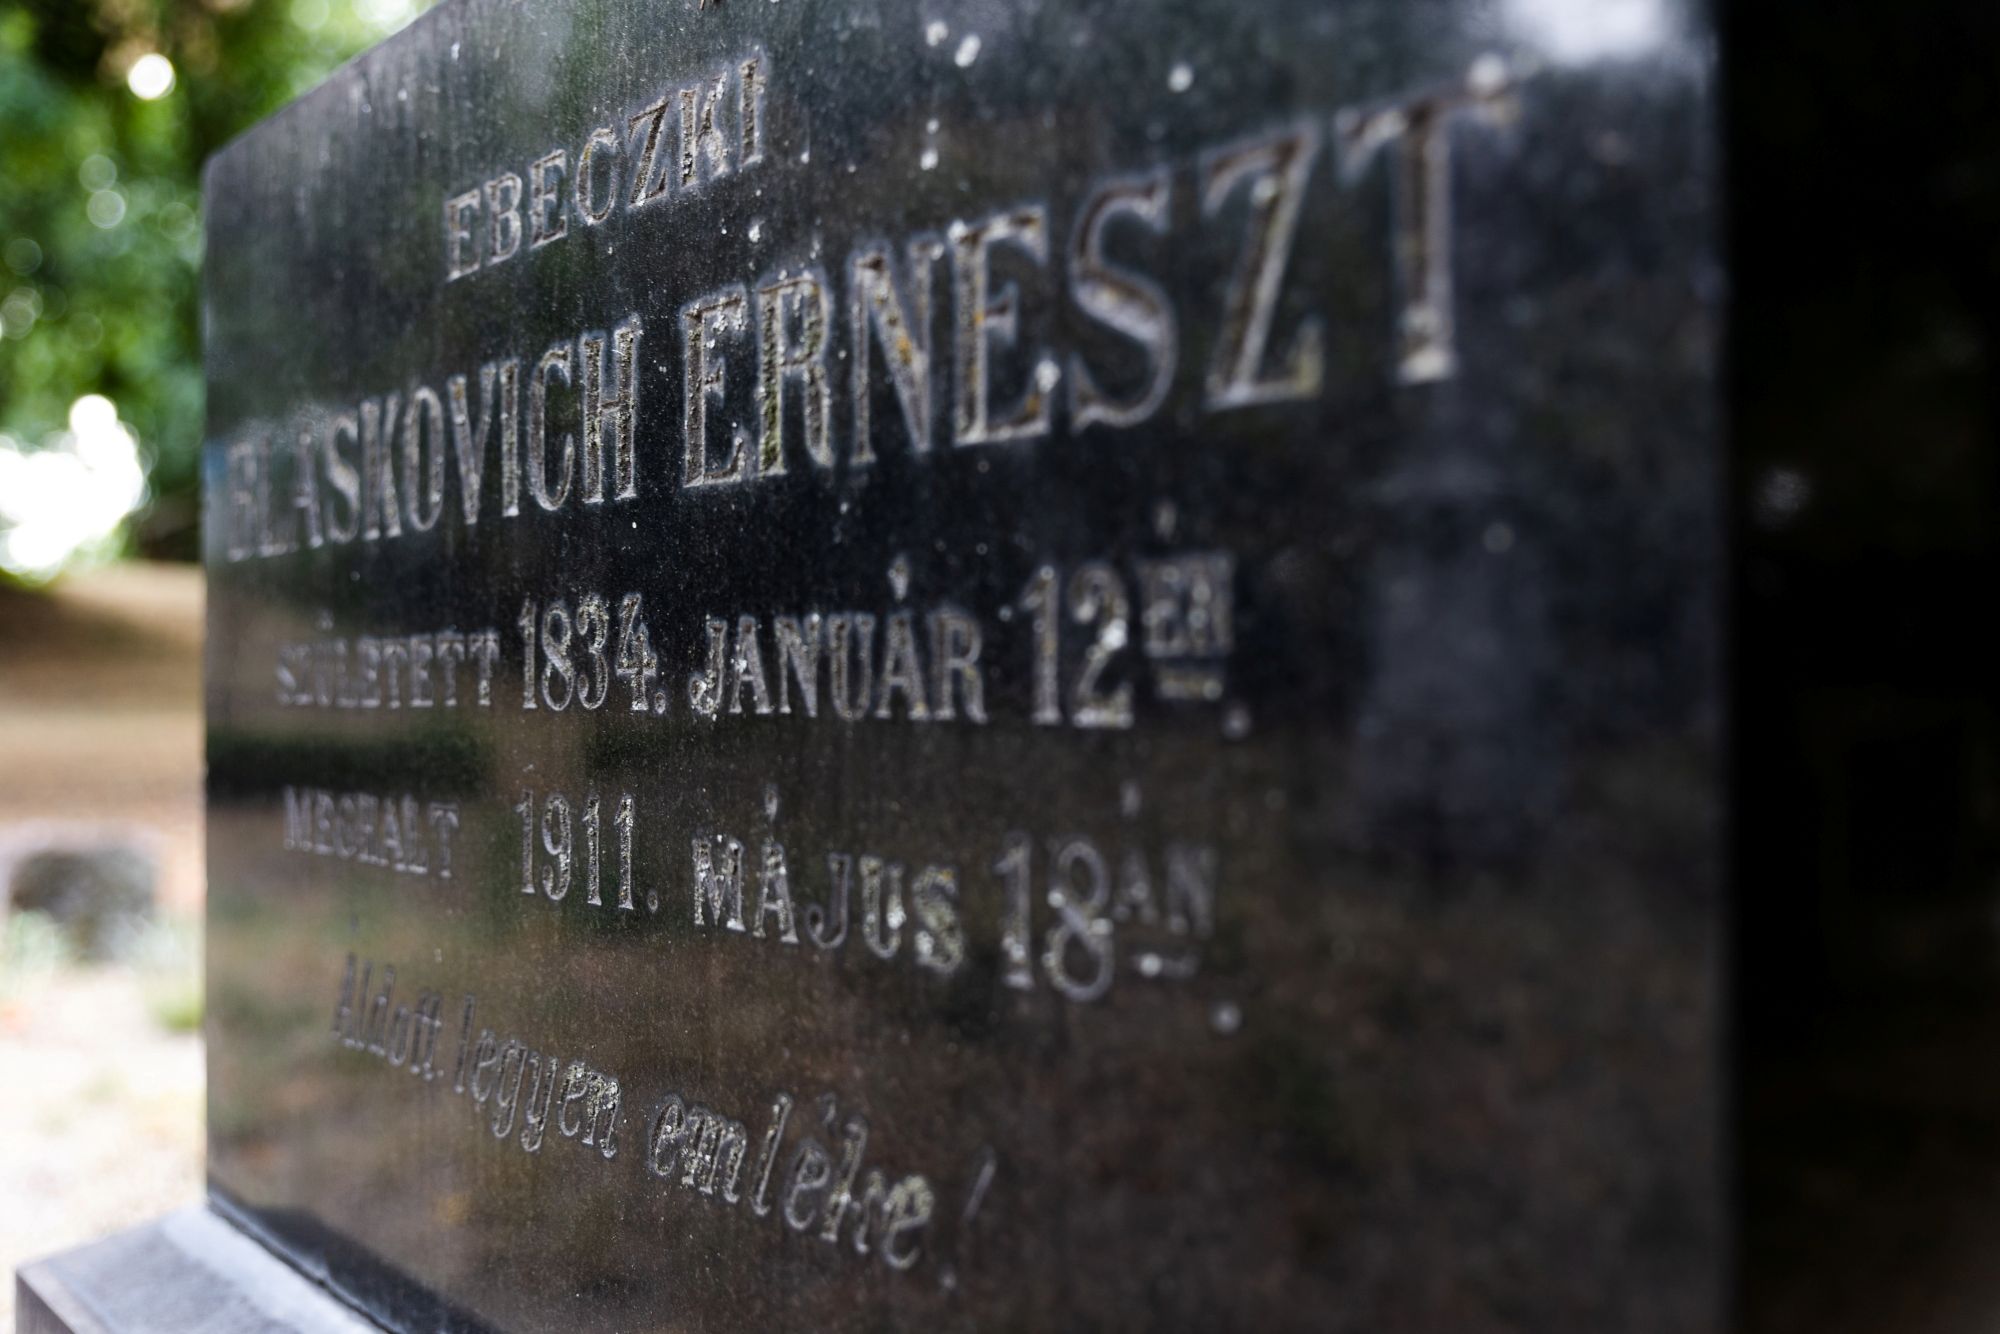 EBECZKI
BLASKOVICH ERNESZT
SZÜLETETT 1834. JANUÁR 12ÉN.
MEGHALT 1911. MÁJUS 18ÁN.
Áldott legyen emléke!